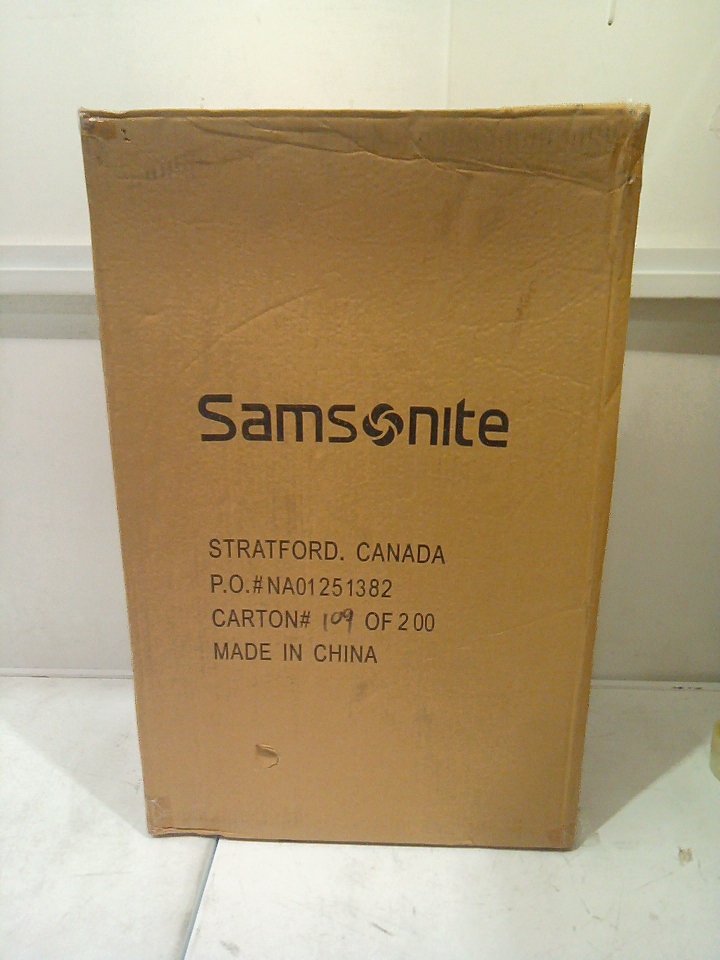 Samsonite
STRATFORD. CANADA
P.O.#NA01251382
CARTON# 109 OF 200
MADE IN CHINA